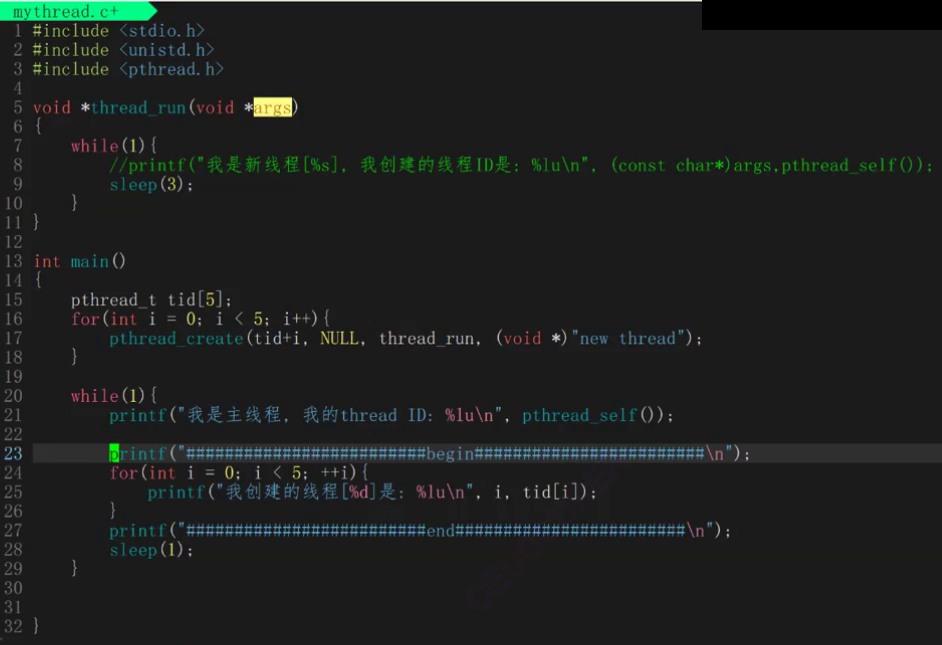 mythread.c+
1 #include <stdio.h>
2 #include <unistd.h>
3 #include <pthread.h>
4
5 void *thread_run(void *args)
6 {
7     while(1){
8         //printf("我是新线程[%s], 我创建的线程ID是: %lu\n", (const char*)args,pthread_self());
9         sleep(3);
10     }
11 }
12
13 int main()
14 {
15     pthread_t tid[5];
16     for(int i = 0; i < 5; i++){
17         pthread_create(tid+i, NULL, thread_run, (void *)"new thread");
18     }
19
20     while(1){
21         printf("我是主线程, 我的thread ID: %lu\n", pthread_self());
22
23         printf("#########################begin########################\n");
24         for(int i = 0; i < 5; ++i){
25             printf("我创建的线程[%d]是: %lu\n", i, tid[i]);
26         }
27         printf("#########################end########################\n");
28         sleep(1);
29     }
30
31
32 }